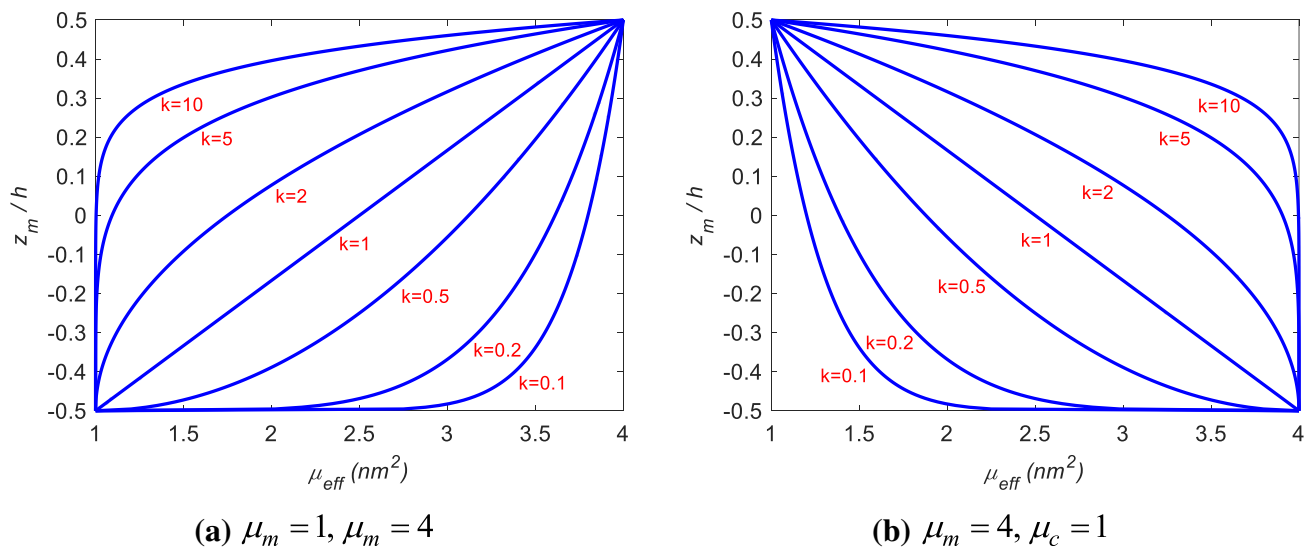 0.5
0.4
0.3
0.2
0.1
0
-0.1
-0.2
-0.3
-0.4
-0.5
z_m / h
k=10
k=5
k=2
k=1
k=0.5
k=0.2
k=0.1
1 1.5 2 2.5 3 3.5 4
μ_eff (nm²)
(a) μ_m = 1, μ_m = 4
0.5
0.4
0.3
0.2
0.1
0
-0.1
-0.2
-0.3
-0.4
-0.5
z_m / h
k=10
k=5
k=2
k=1
k=0.5
k=0.2
k=0.1
1 1.5 2 2.5 3 3.5 4
μ_eff (nm²)
(b) μ_m = 4, μ_c = 1